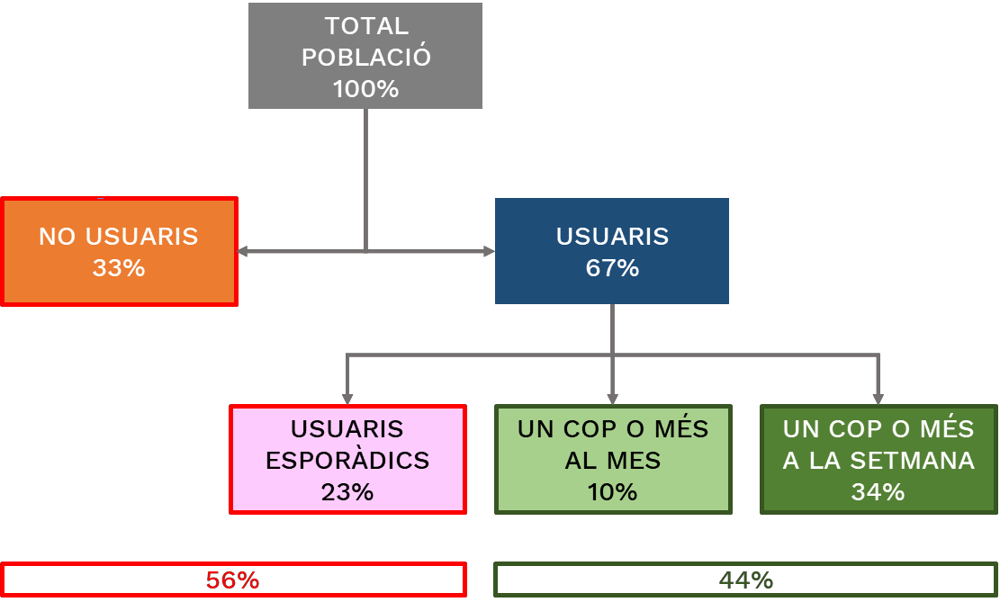 TOTAL
POBLACIÓ
100%
NO USUARIS
33%
USUARIS
67%
USUARIS
ESPORÀDICS
23%
UN COP O MÉS
AL MES
10%
UN COP O MÉS
A LA SETMANA
34%
56%
44%